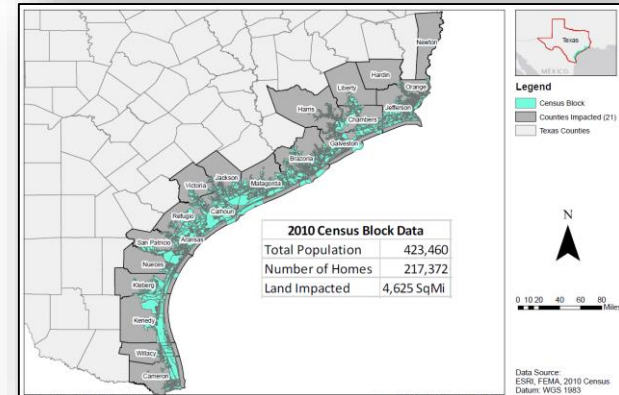 Newton
Hardin
Liberty
Orange
Jefferson
Harris
Chambers
Galveston
Brazoria
Jackson
Matagorda
Victoria
Calhoun
Refugio
Aransas
San Patricio
Nueces
Kleberg
Kenedy
Willacy
Cameron
2010 Census Block Data
Total Population 423,460
Number of Homes 217,372
Land Impacted 4,625 SqMi
Texas
MÉXICO
Legend
Census Block
Counties Impacted (21)
Texas Counties
N
0 10 20 40 60 80
Miles
Data Source:
ESRI, FEMA, 2010 Census
Datum: WGS 1983